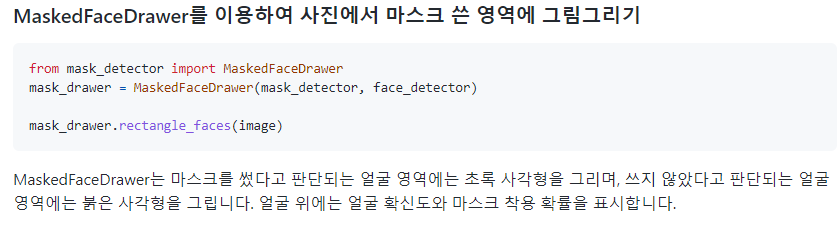 MaskedFaceDrawer를 이용하여 사진에서 마스크 쓴 영역에 그림그리기
from mask_detector import MaskedFaceDrawer
mask_drawer = MaskedFaceDrawer(mask_detector, face_detector)
mask_drawer.rectangle_faces(image)
MaskedFaceDrawer는 마스크를 썼다고 판단되는 얼굴 영역에는 초록 사각형을 그리며, 쓰지 않았다고 판단되는 얼굴
영역에는 붉은 사각형을 그립니다. 얼굴 위에는 얼굴 확신도와 마스크 착용 확률을 표시합니다.